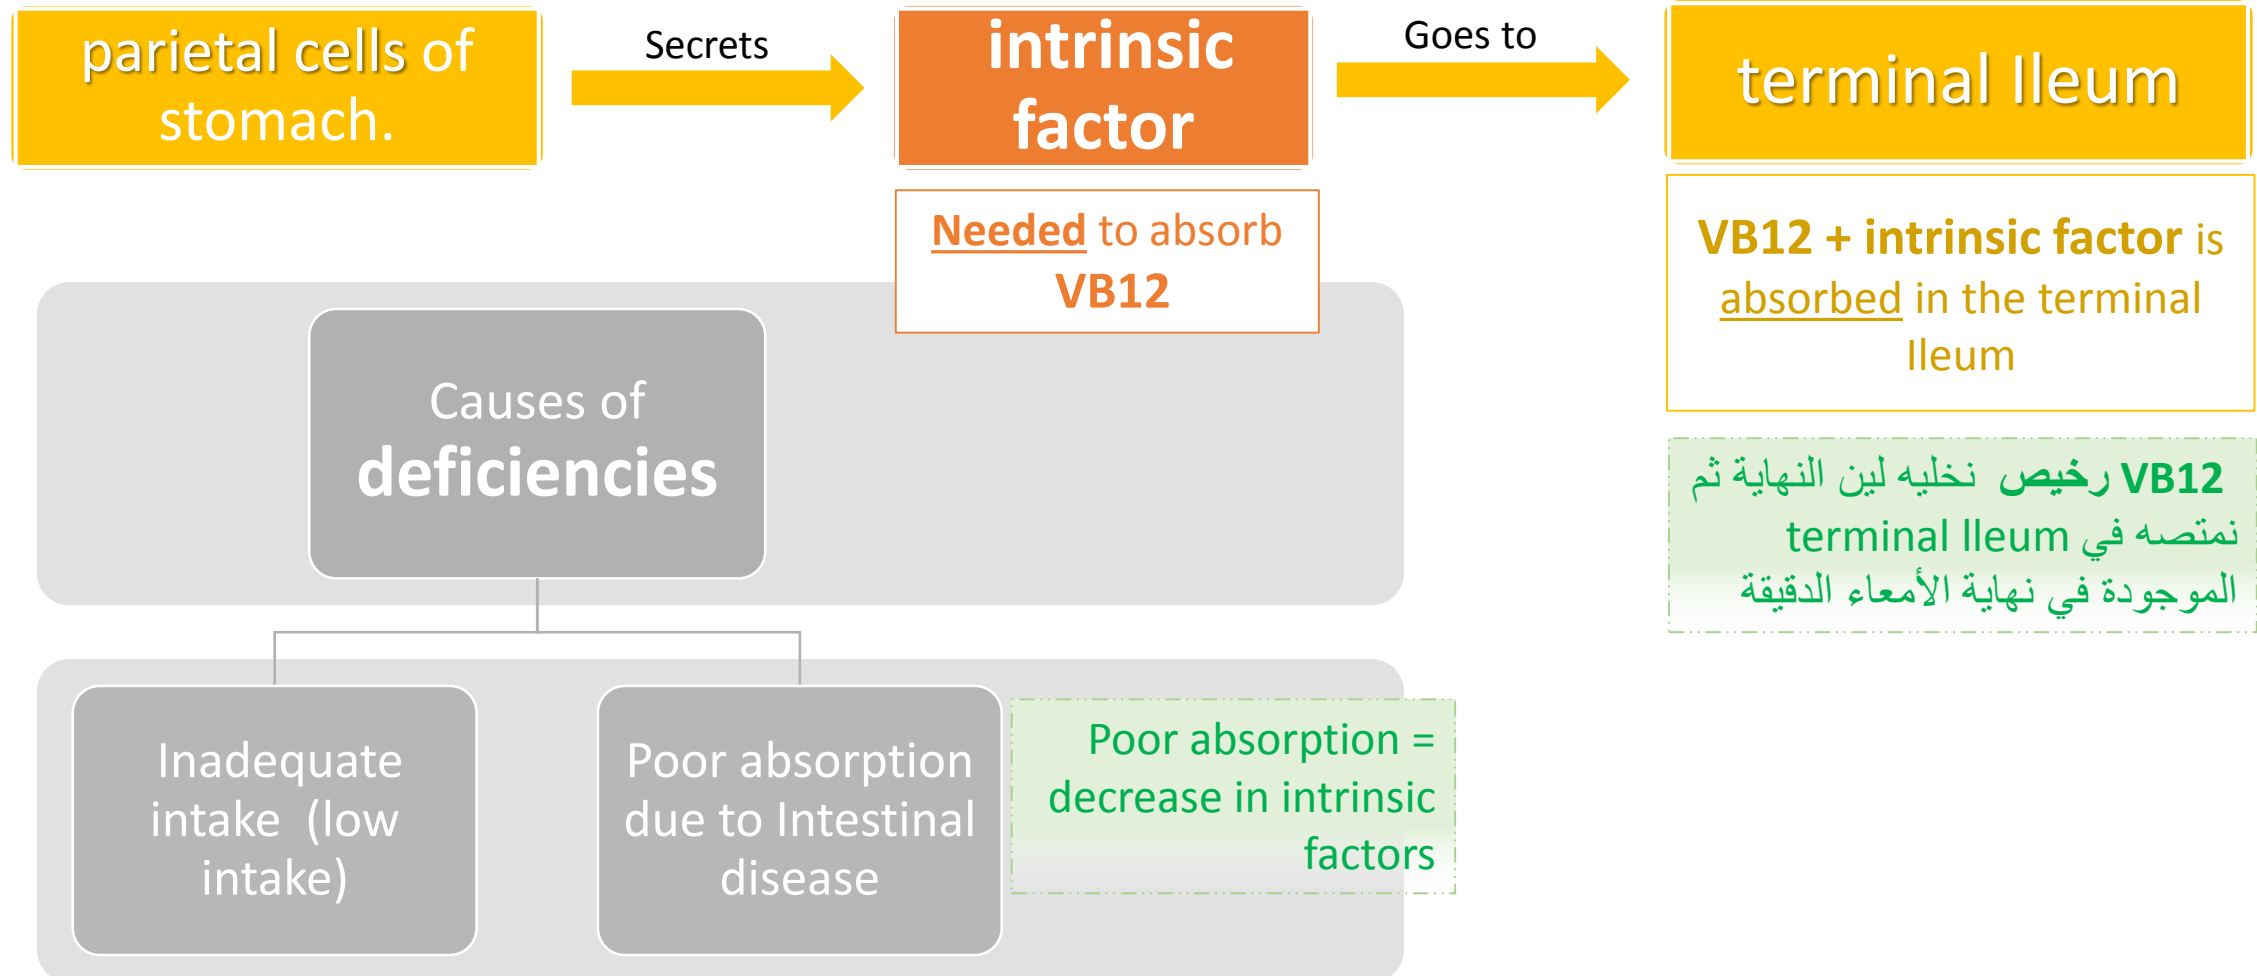 parietal cells of
stomach.
Secrets
intrinsic
factor
Goes to
terminal Ileum
Needed to absorb
VB12
VB12 + intrinsic factor is
absorbed in the terminal
Ileum
VB12 رخيص نخليه لين النهاية ثم
نمتصه في terminal Ileum
الموجودة في نهاية الأمعاء الدقيقة
Causes of
deficiencies
Inadequate
intake (low
intake)
Poor absorption
due to Intestinal
disease
Poor absorption =
decrease in intrinsic
factors